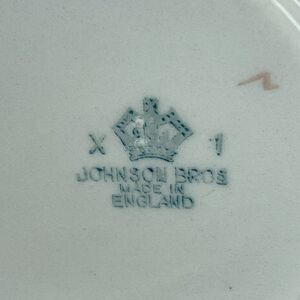 X 1
JOHNSON BROS
MADE IN
ENGLAND